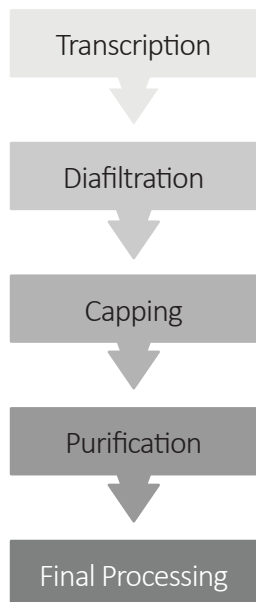 Transcription
Diafiltration
Capping
Purification
Final Processing